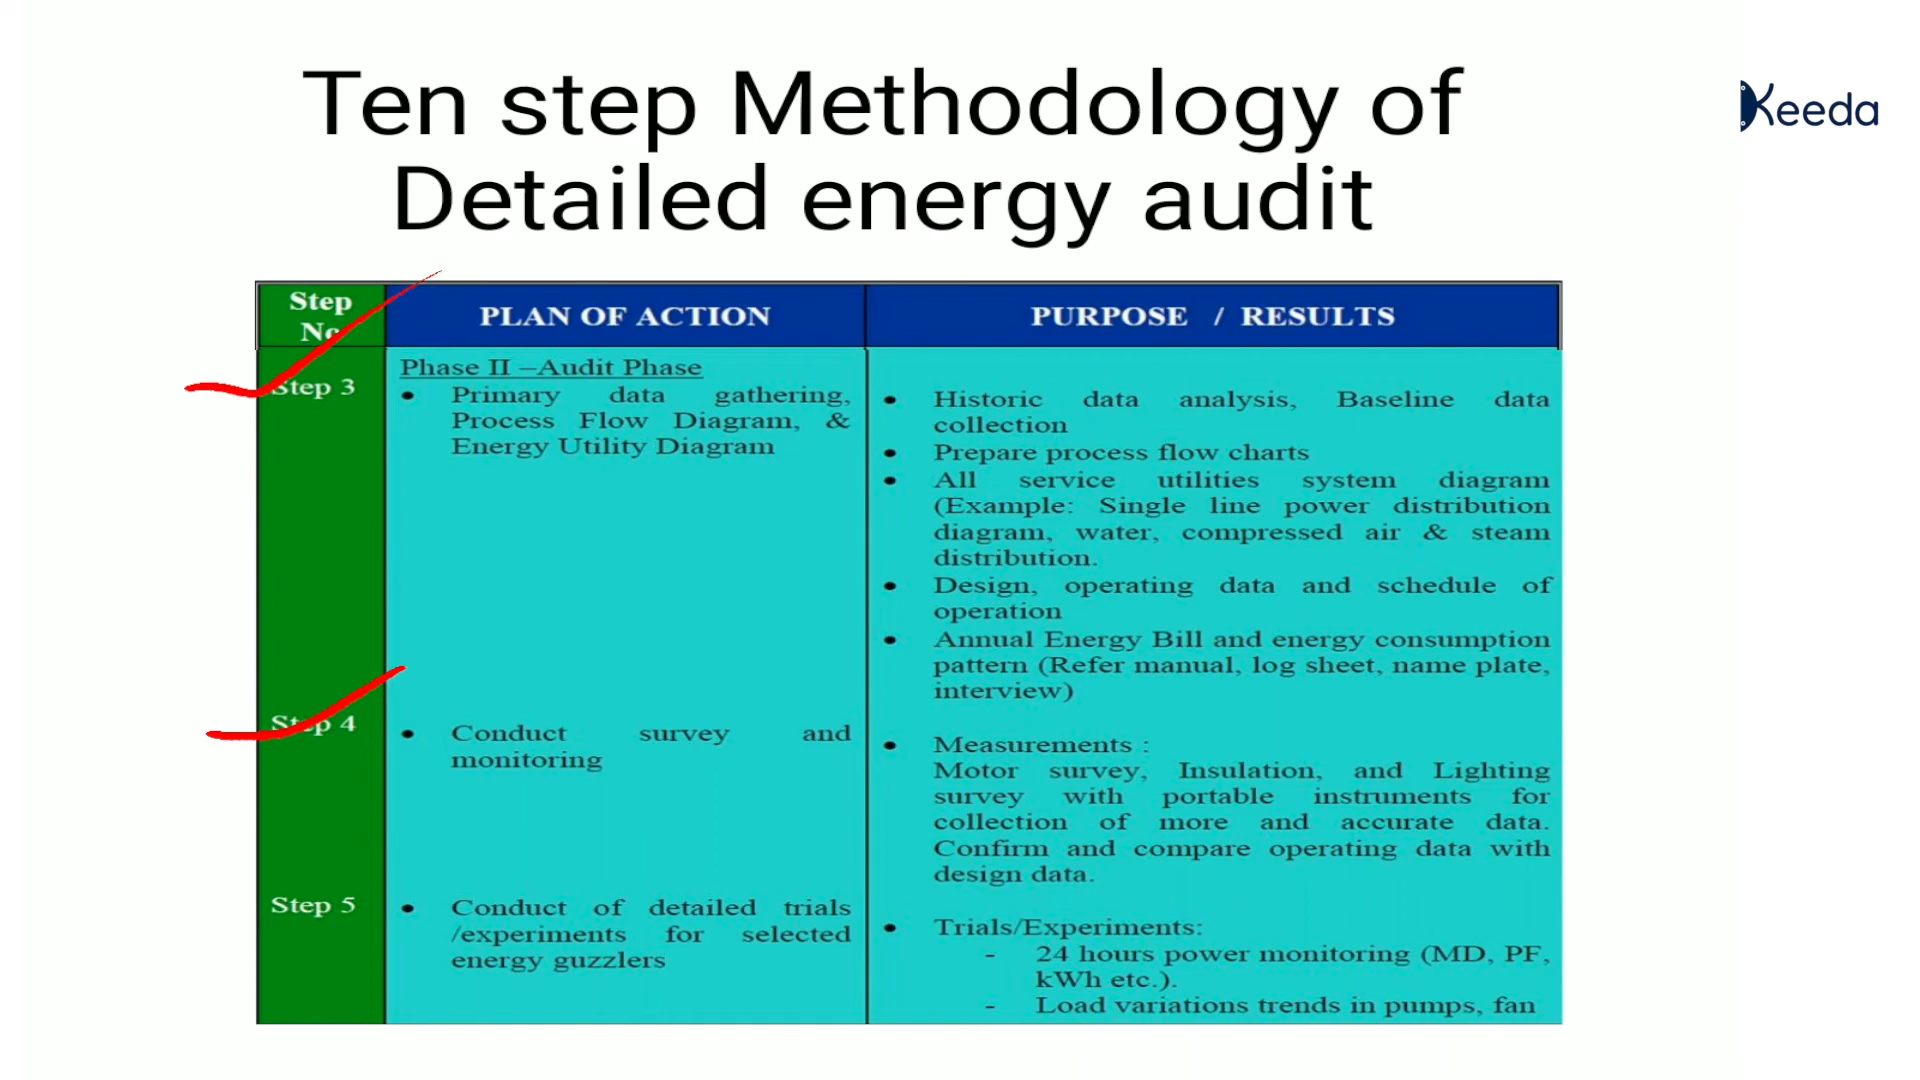 Ten step Methodology of
Detailed energy audit
Keeda
Step
No
PLAN OF ACTION
PURPOSE / RESULTS
Step 3
Phase II –Audit Phase
• Primary data gathering,
Process Flow Diagram, &
Energy Utility Diagram
• Historic data analysis, Baseline data
collection
• Prepare process flow charts
• All service utilities system diagram
(Example: Single line power distribution
diagram, water, compressed air & steam
distribution.
• Design, operating data and schedule of
operation
• Annual Energy Bill and energy consumption
pattern (Refer manual, log sheet, name plate,
interview)
Step 4
• Conduct survey and
monitoring
• Measurements :
Motor survey, Insulation, and Lighting
survey with portable instruments for
collection of more and accurate data.
Confirm and compare operating data with
design data.
Step 5
• Conduct of detailed trials
/experiments for selected
energy guzzlers
• Trials/Experiments:
- 24 hours power monitoring (MD, PF,
kWh etc.).
- Load variations trends in pumps, fan